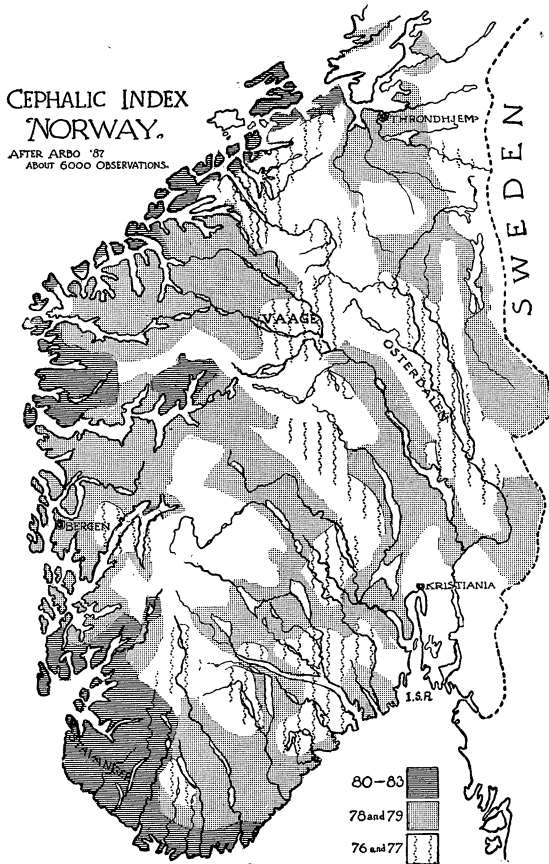 CEPHALIC INDEX
NORWAY.
AFTER ARBO '87
ABOUT 6000 OBSERVATIONS.
THRONDHJEM
SWEDEN
VAAGE
OSTERDALEN
BERGEN
KRISTIANIA
I.S.R.
80-83
78 and 79
76 and 77